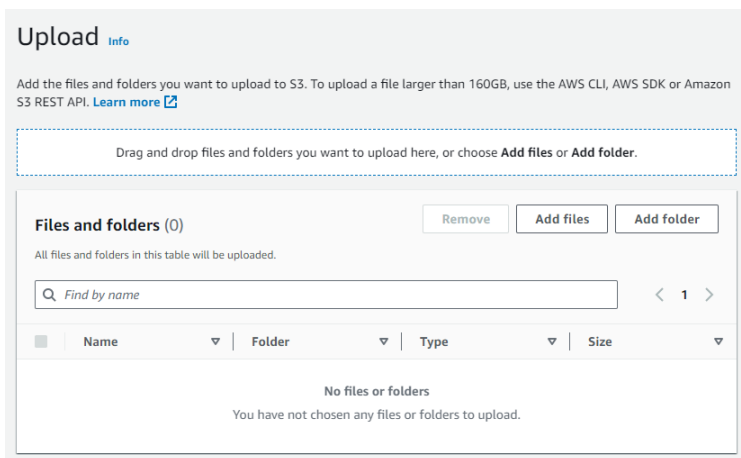 Upload Info
Add the files and folders you want to upload to S3. To upload a file larger than 160GB, use the AWS CLI, AWS SDK or Amazon
S3 REST API. Learn more
Drag and drop files and folders you want to upload here, or choose Add files or Add folder.
Files and folders (0)
Remove
Add files
Add folder
All files and folders in this table will be uploaded.
Find by name
1
Name
Folder
Type
Size
No files or folders
You have not chosen any files or folders to upload.